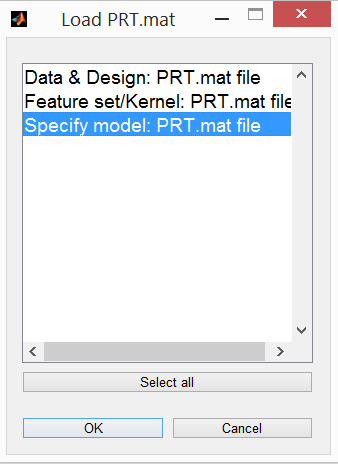 Load PRT.mat
Data & Design: PRT.mat file
Feature set/Kernel: PRT.mat file
Specify model: PRT.mat file
Select all
OK
Cancel